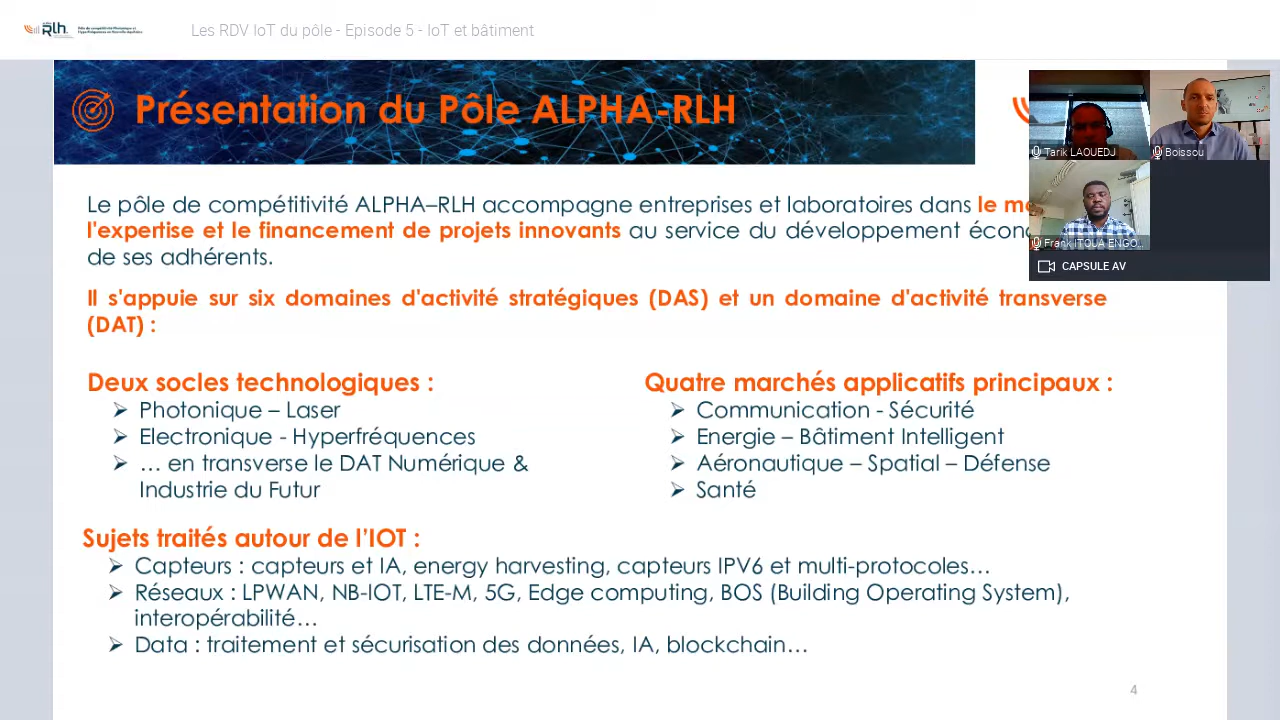 Rlh
Les RDV IoT du pôle - Episode 5 - IoT et bâtiment
Présentation du Pôle ALPHA-RLH
Tarik LAOUEDJ
Boissou
Frank ITOUA ENGO...
CAPSULE AV
Le pôle de compétitivité ALPHA–RLH accompagne entreprises et laboratoires dans le
l'expertise et le financement de projets innovants au service du développement
de ses adhérents.
Il s'appuie sur six domaines d'activité stratégiques (DAS) et un domaine d'activité transverse
(DAT) :
Deux socles technologiques :
➢ Photonique – Laser
➢ Electronique - Hyperfréquences
➢ … en transverse le DAT Numérique &
Industrie du Futur
Quatre marchés applicatifs principaux :
➢ Communication - Sécurité
➢ Energie – Bâtiment Intelligent
➢ Aéronautique – Spatial – Défense
➢ Santé
Sujets traités autour de l’IOT :
➢ Capteurs : capteurs et IA, energy harvesting, capteurs IPV6 et multi-protocoles…
➢ Réseaux : LPWAN, NB-IOT, LTE-M, 5G, Edge computing, BOS (Building Operating System),
interopérabilité…
➢ Data : traitement et sécurisation des données, IA, blockchain…
4